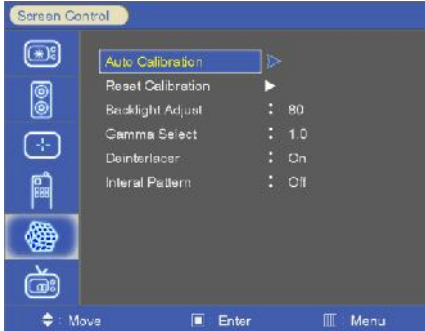 Screen Control
Auto Calibration
Reset Calibration
Backlight Adjust : 80
Gamma Select : 1.0
Deinterlacer : On
Interal Pattern : Off
: Move : Enter : Menu